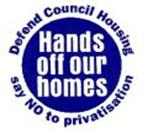 Defend Council Housing
Hands
off our
homes
say NO to privatisation